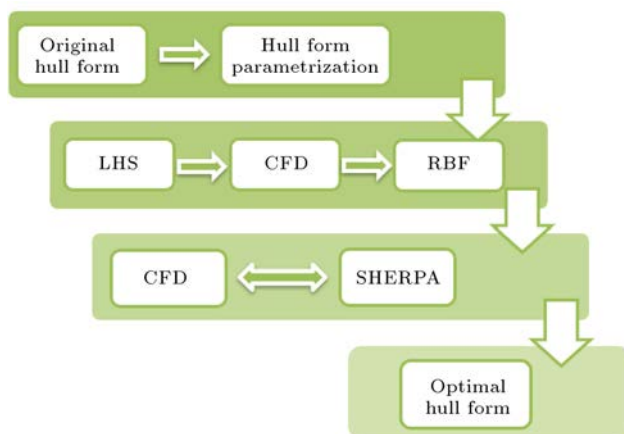 Original
hull form
Hull form
parametrization
LHS
CFD
RBF
CFD
SHERPA
Optimal
hull form